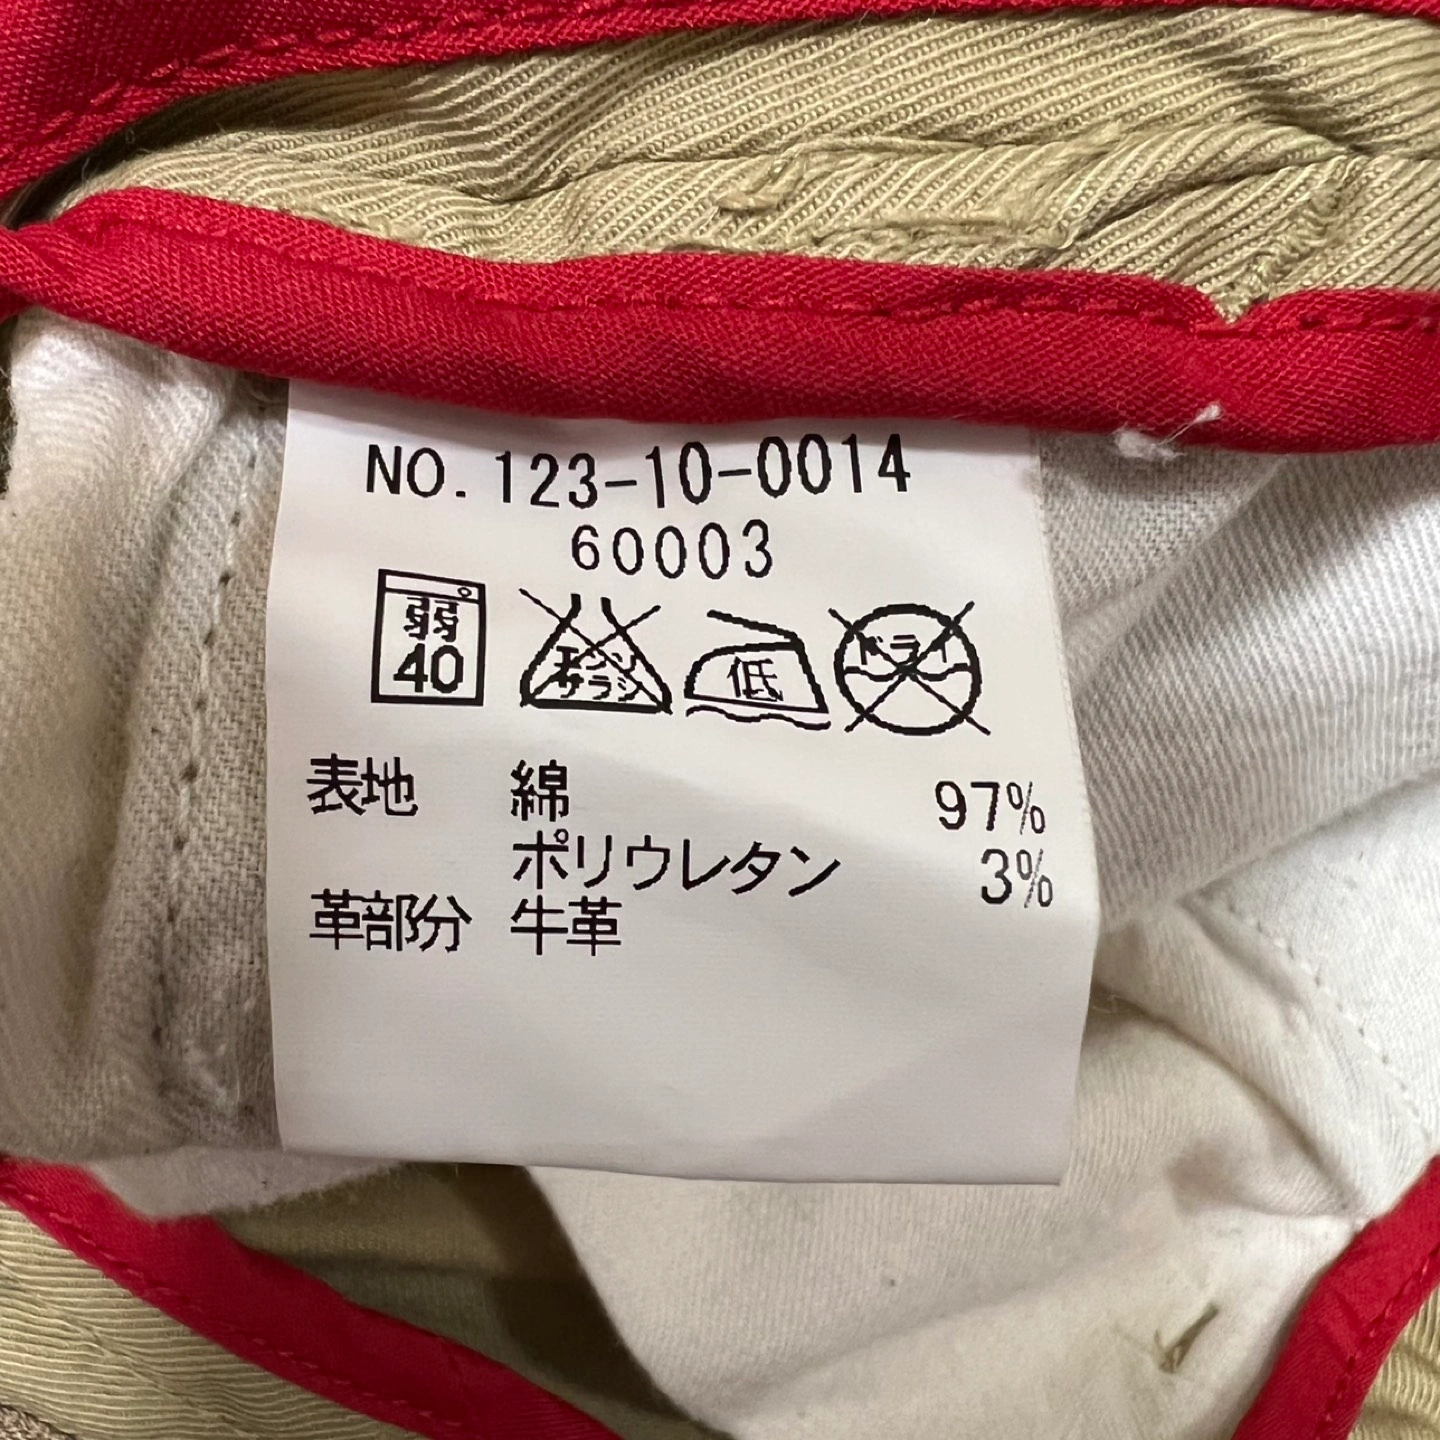 NO.123-10-0014
60003
弱
40
エンソ
サラシ
低
ドライ
表地 綿 97%
ポリウレタン 3%
革部分 牛革